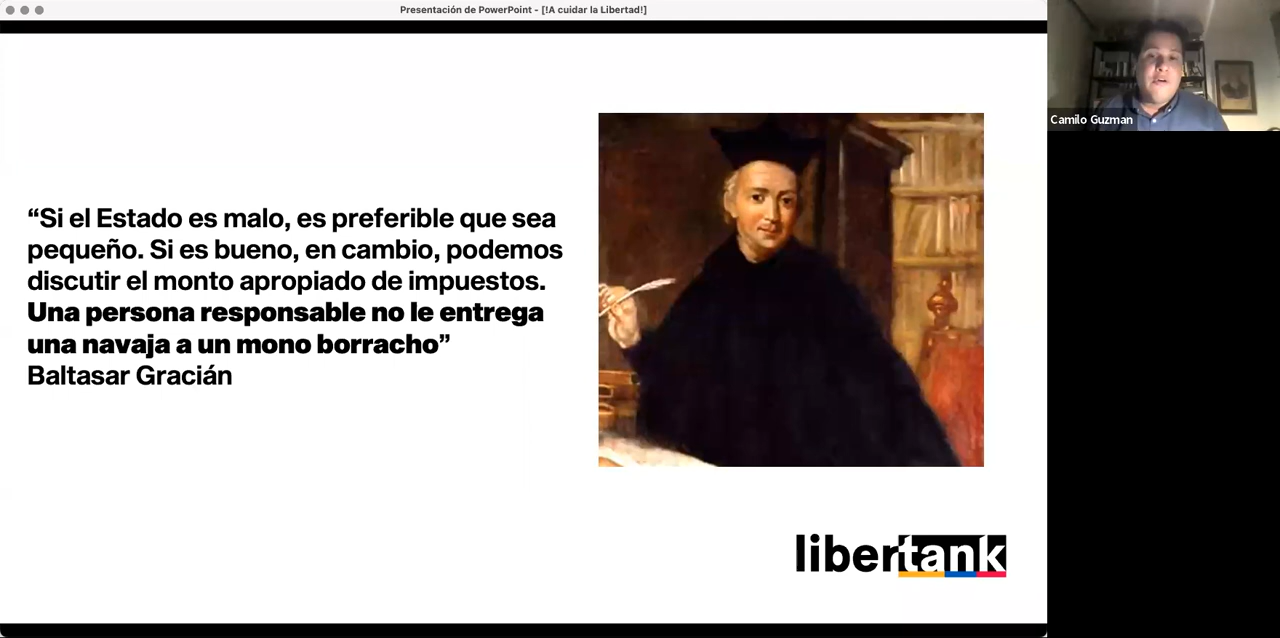 Presentación de PowerPoint - [!A cuidar la Libertad!]
Camilo Guzman
“Si el Estado es malo, es preferible que sea
pequeño. Si es bueno, en cambio, podemos
discutir el monto apropiado de impuestos.
Una persona responsable no le entrega
una navaja a un mono borracho”
Baltasar Gracián
libertank